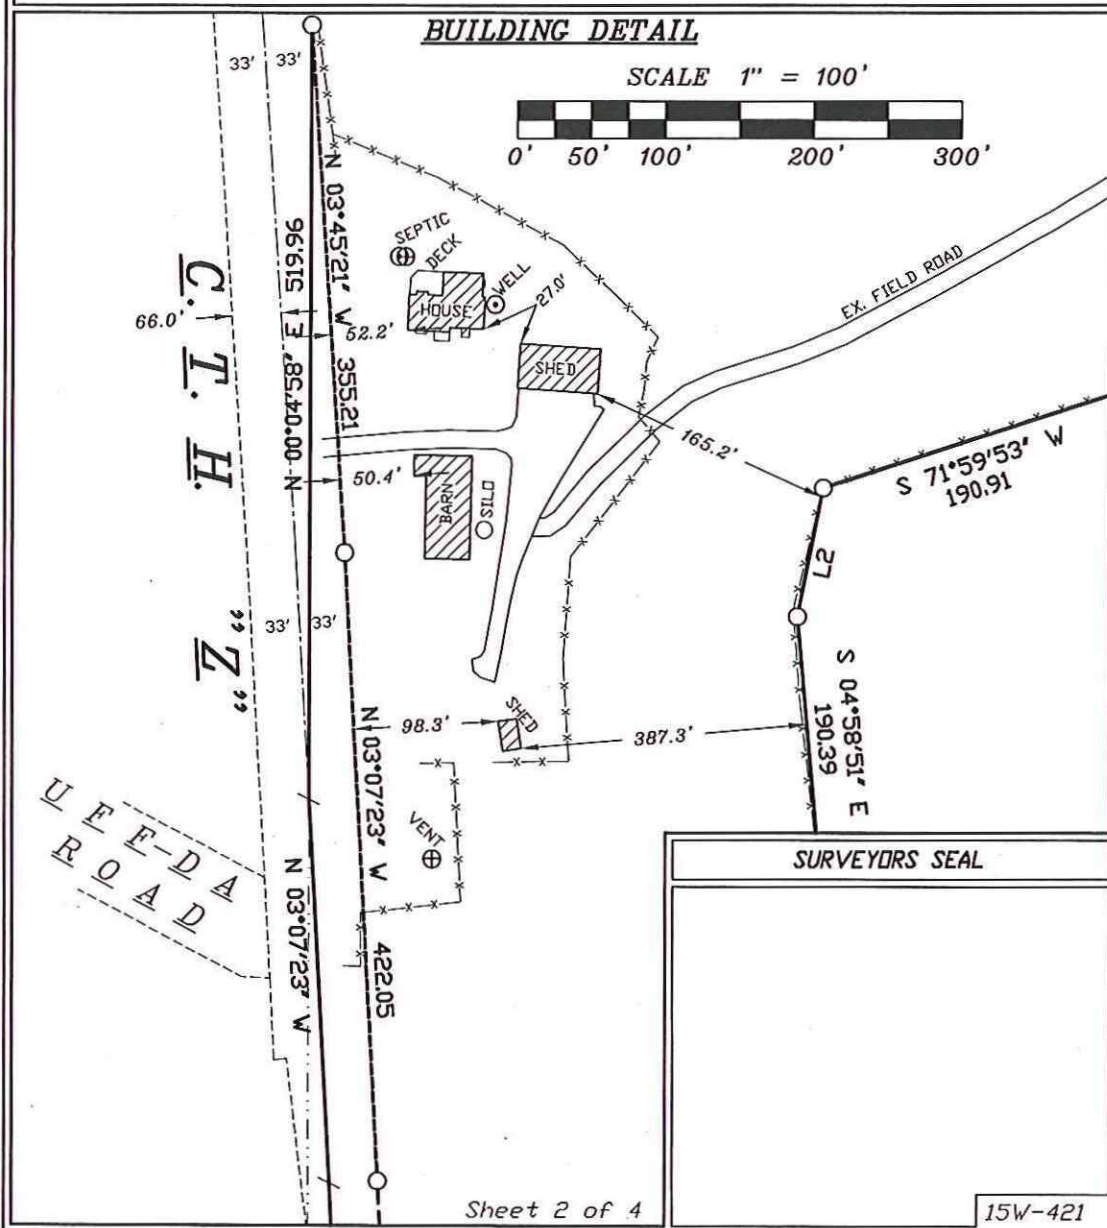 BUILDING DETAIL
SCALE 1" = 100'
0' 50' 100' 200' 300'
33' 33'
N 03°45'21" W 355.21
N 00°04'58" E 519.96
SEPTIC
DECK
WELL
HOUSE
27.0'
66.0'
52.2'
C. T. H. "Z"
SHED
EX. FIELD ROAD
165.2'
S 71°59'53" W
190.91
50.4'
BARN
SILO
L2
33' 33'
S 04°58'51" E
190.39
98.3'
SHED
387.3'
N 03°07'23" W 422.05
VENT
UFF-DA
ROAD
N 03°07'23" W
SURVEYORS SEAL
Sheet 2 of 4
15W-421